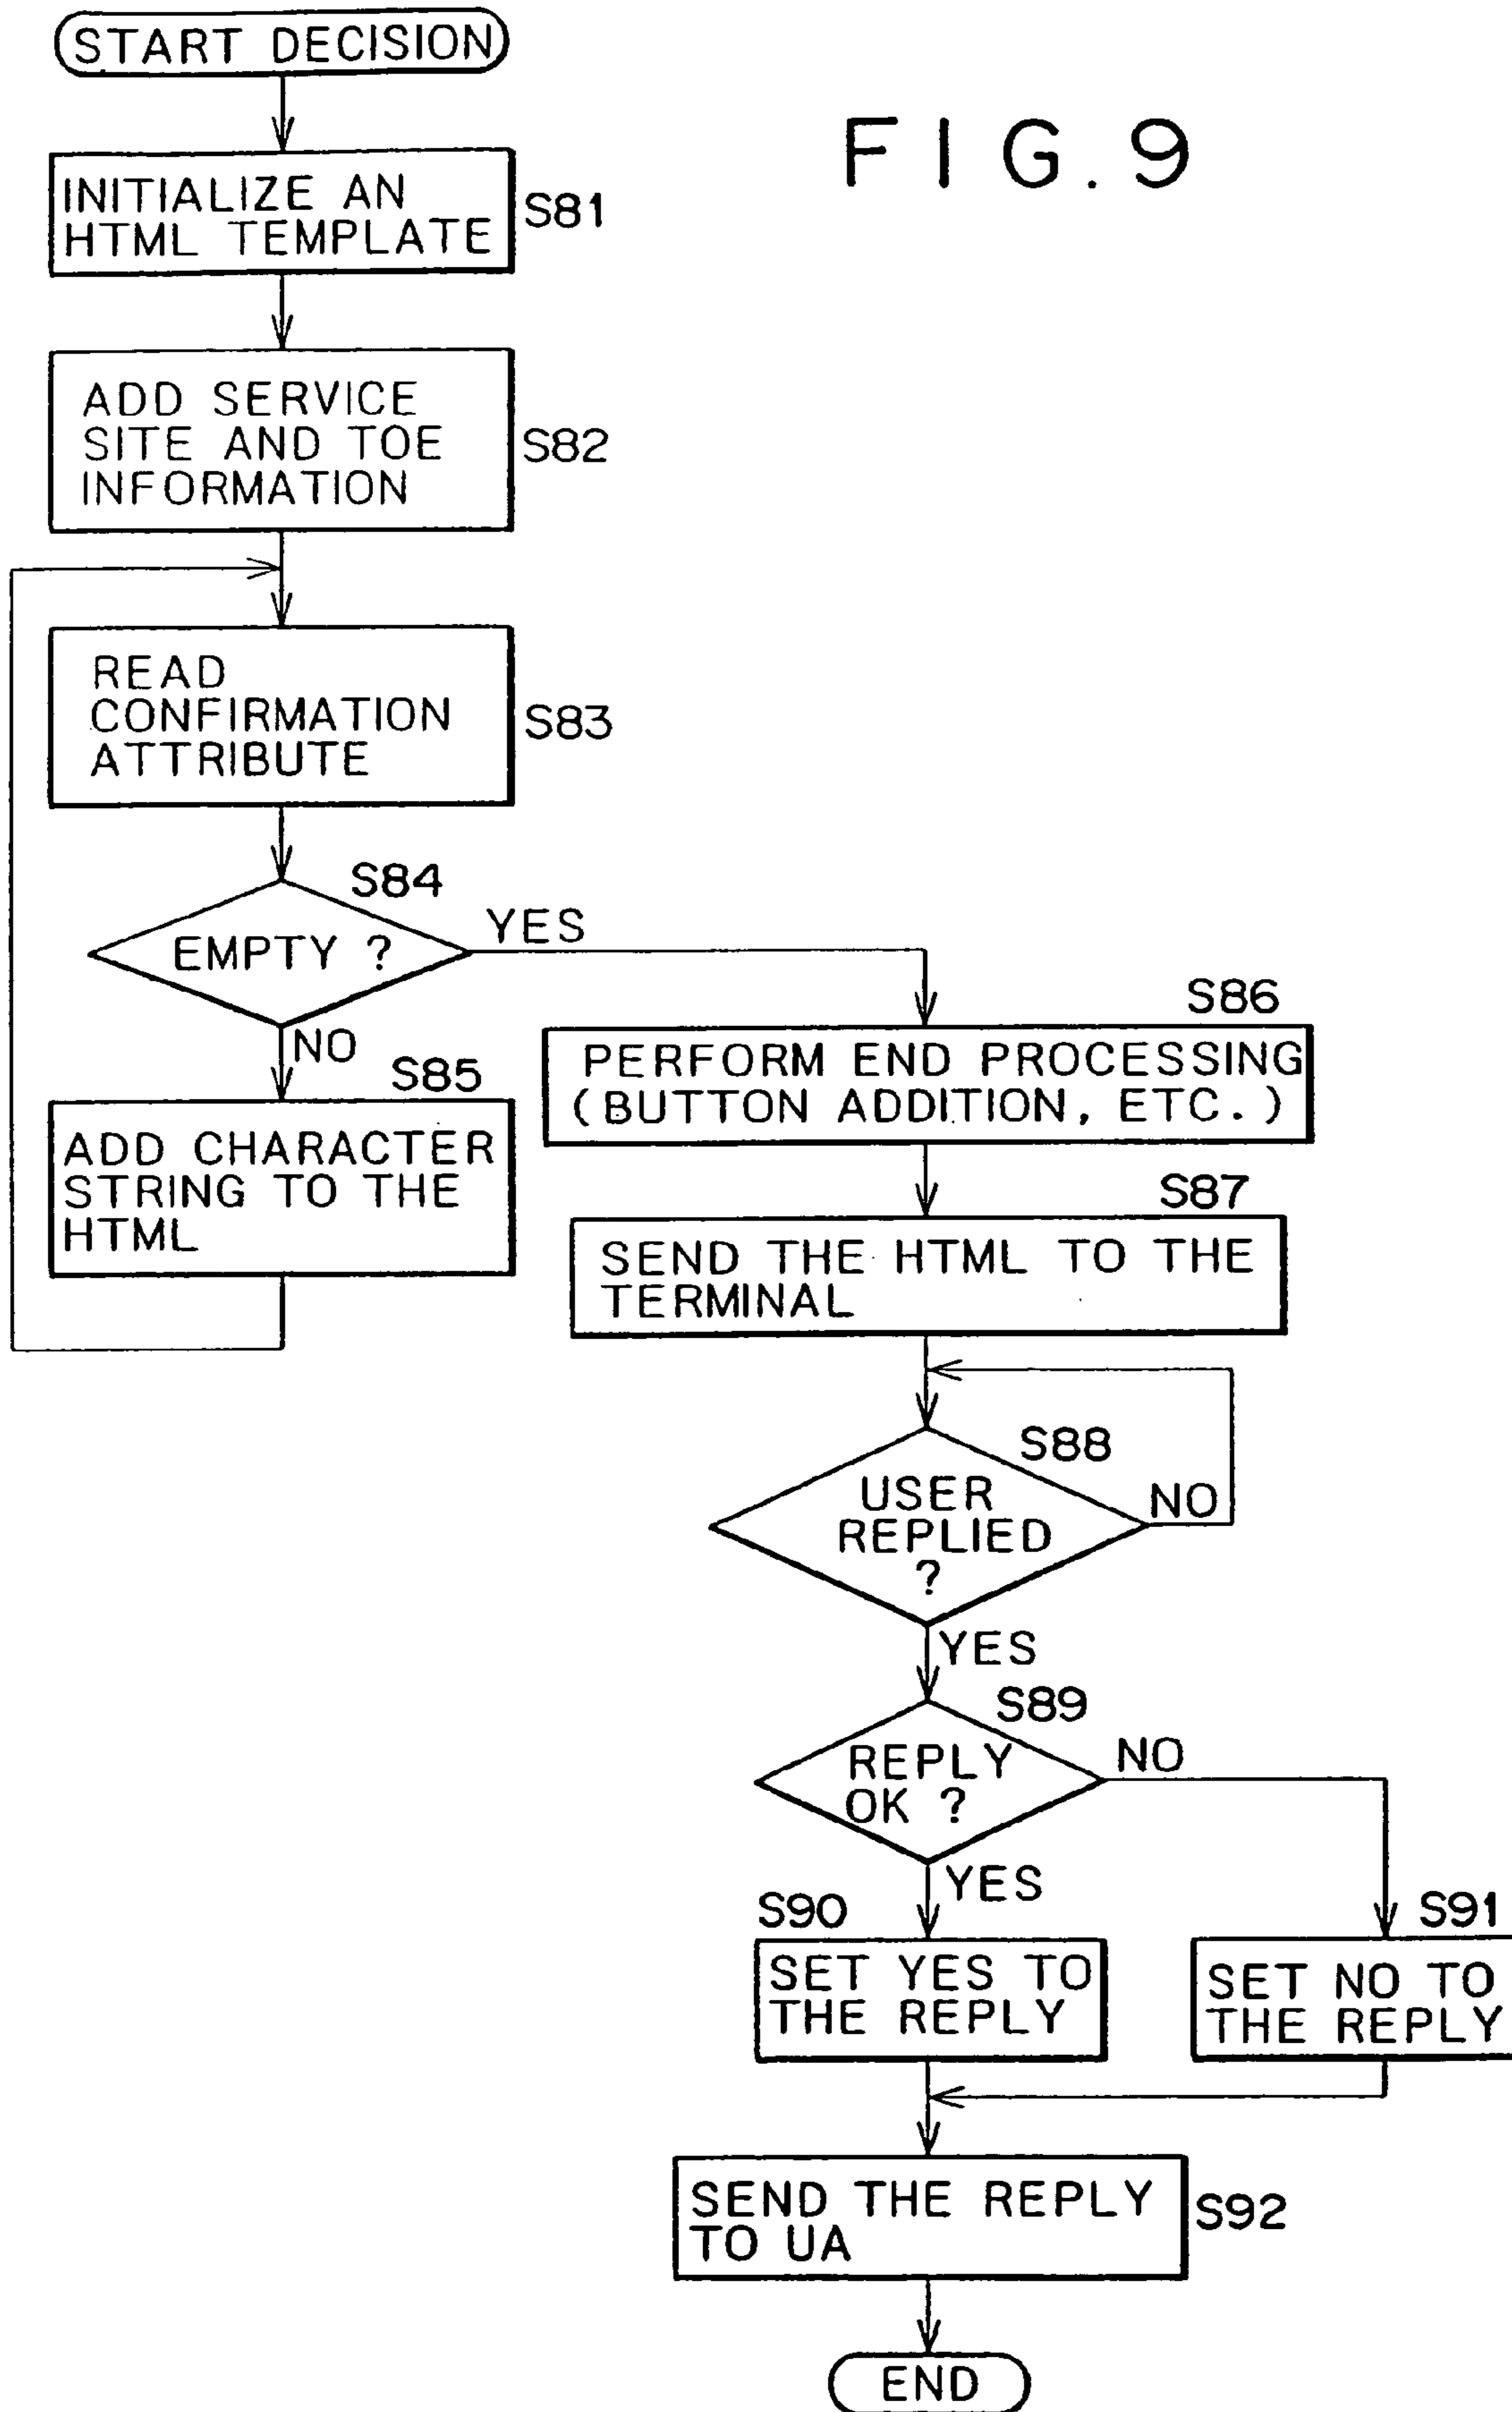 START DECISION
FIG.9
INITIALIZE AN
HTML TEMPLATE
S81
ADD SERVICE
SITE AND TOE
INFORMATION
S82
READ
CONFIRMATION
ATTRIBUTE
S83
S84
EMPTY ?
YES
NO
S85
ADD CHARACTER
STRING TO THE
HTML
S86
PERFORM END PROCESSING
(BUTTON ADDITION, ETC.)
S87
SEND THE HTML TO THE
TERMINAL
S88
USER
REPLIED
?
NO
YES
S89
REPLY
OK ?
NO
YES
S90
SET YES TO
THE REPLY
S91
SET NO TO
THE REPLY
SEND THE REPLY
TO UA
S92
END